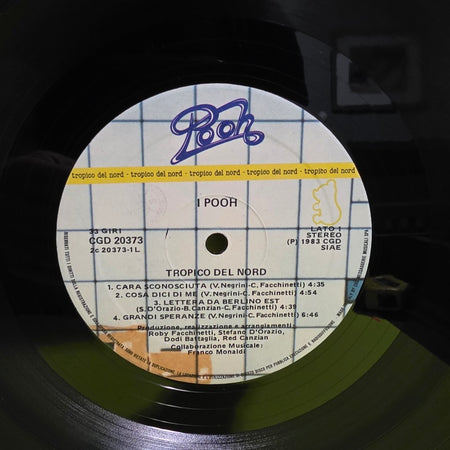 Pooh
tropico del nord - tropico del nord - tropico del nord - tropico del nord - tropico del nord
I POOH
33 GIRI
CGD 20373
2c 20373-1L
LATO 1
STEREO
(P) 1983 CGD
SIAE
TROPICO DEL NORD
1. CARA SCONOSCIUTA (V.Negrini-C.Facchinetti) 4:35
2. COSA DICI DI ME (V.Negrini-C.Facchinetti) 4:54
3. LETTERA DA BERLINO EST
(S.D'Orazio-B.Canzian-C.Facchinetti) 5:18
4. GRANDI SPERANZE (V.Negrini-C.Facchinetti) 6:46
Produzione, realizzazione e arrangiamenti:
Roby Facchinetti, Stefano D'Orazio,
Dodi Battaglia, Red Canzian
Collaborazione Musicale:
Franco Monaldi